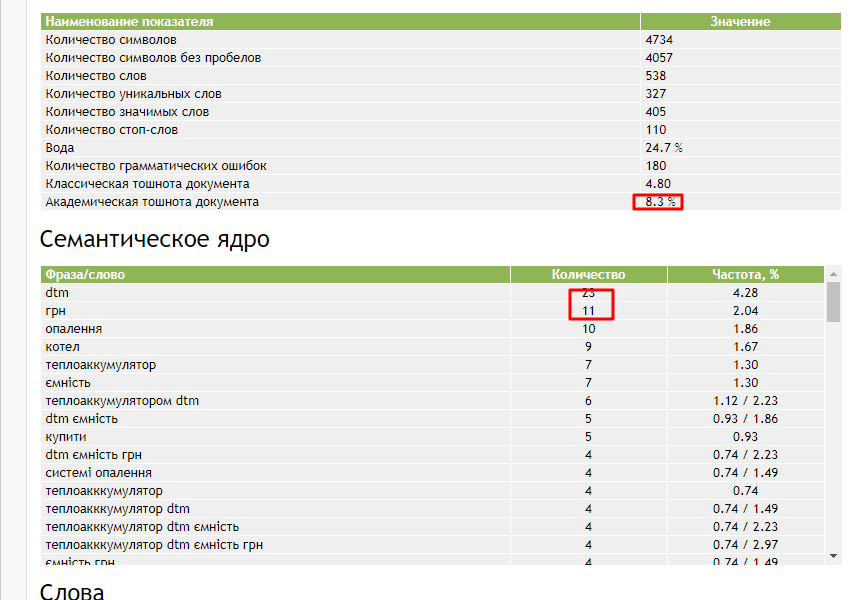 Наименование показателя Значение
Количество символов 4734
Количество символов без пробелов 4057
Количество слов 538
Количество уникальных слов 327
Количество значимых слов 405
Количество стоп-слов 110
Вода 24.7 %
Количество грамматических ошибок 180
Классическая тошнота документа 4.80
Академическая тошнота документа 8.3 %
Семантическое ядро
Фраза/слово Количество Частота, %
dtm 23 4.28
грн 11 2.04
опалення 10 1.86
котел 9 1.67
теплоаккумулятор 7 1.30
ємність 7 1.30
теплоаккумулятором dtm 6 1.12 / 2.23
dtm ємність 5 0.93 / 1.86
купити 5 0.93
dtm ємність грн 4 0.74 / 2.23
системі опалення 4 0.74 / 1.49
теплоакккумулятор 4 0.74
теплоакккумулятор dtm 4 0.74 / 1.49
теплоакккумулятор dtm ємність 4 0.74 / 2.23
теплоакккумулятор dtm ємність грн 4 0.74 / 2.97
ємність грн 4 0.74 / 1.49
Слова